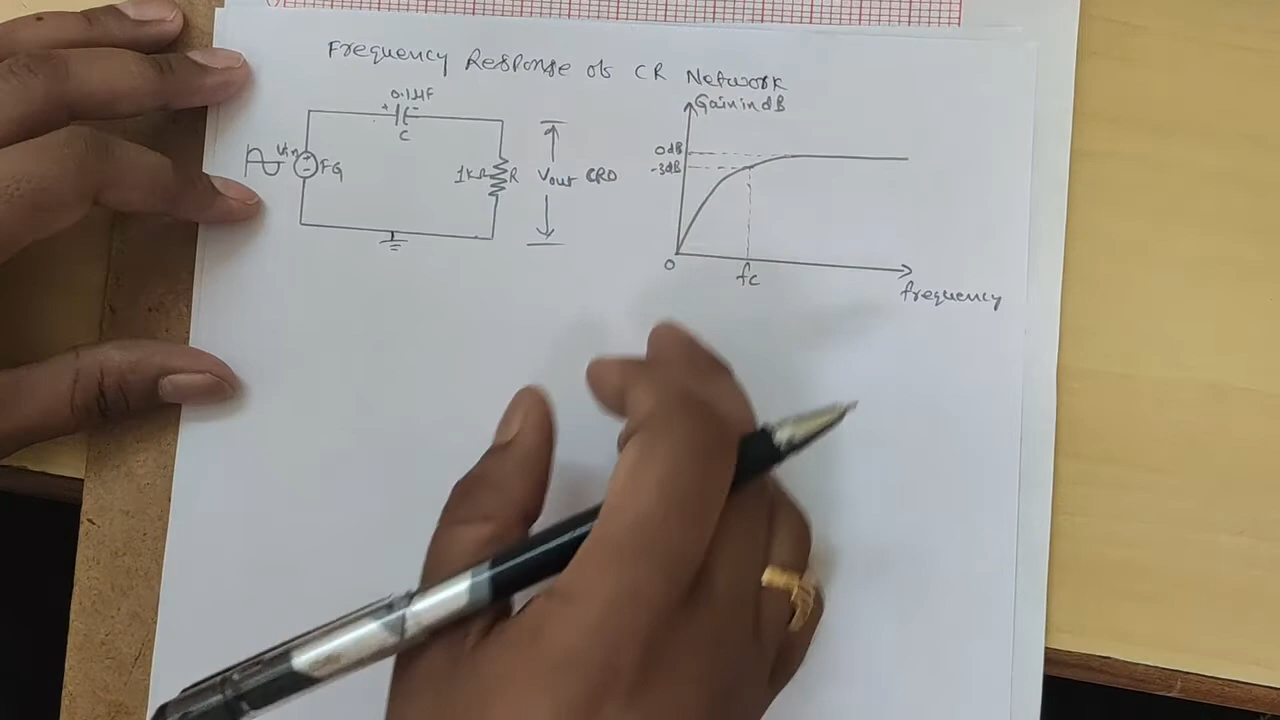 Frequency Response of CR Network
0.1µF
+
-
C
Vin
FG
1kΩ
R
Vout CRO
Gain in dB
0dB
-3dB
0
fc
frequency